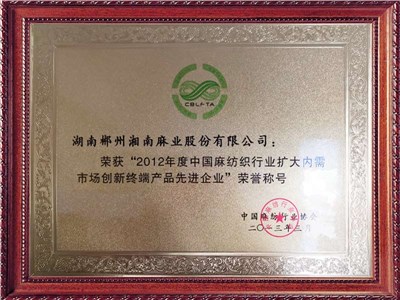 CBLFTA
湖南郴州湘南麻业股份有限公司：
荣获“2012年度中国麻纺织行业扩大内需
市场创新终端产品先进企业”荣誉称号
中国麻纺行业协会
二〇一三年三月